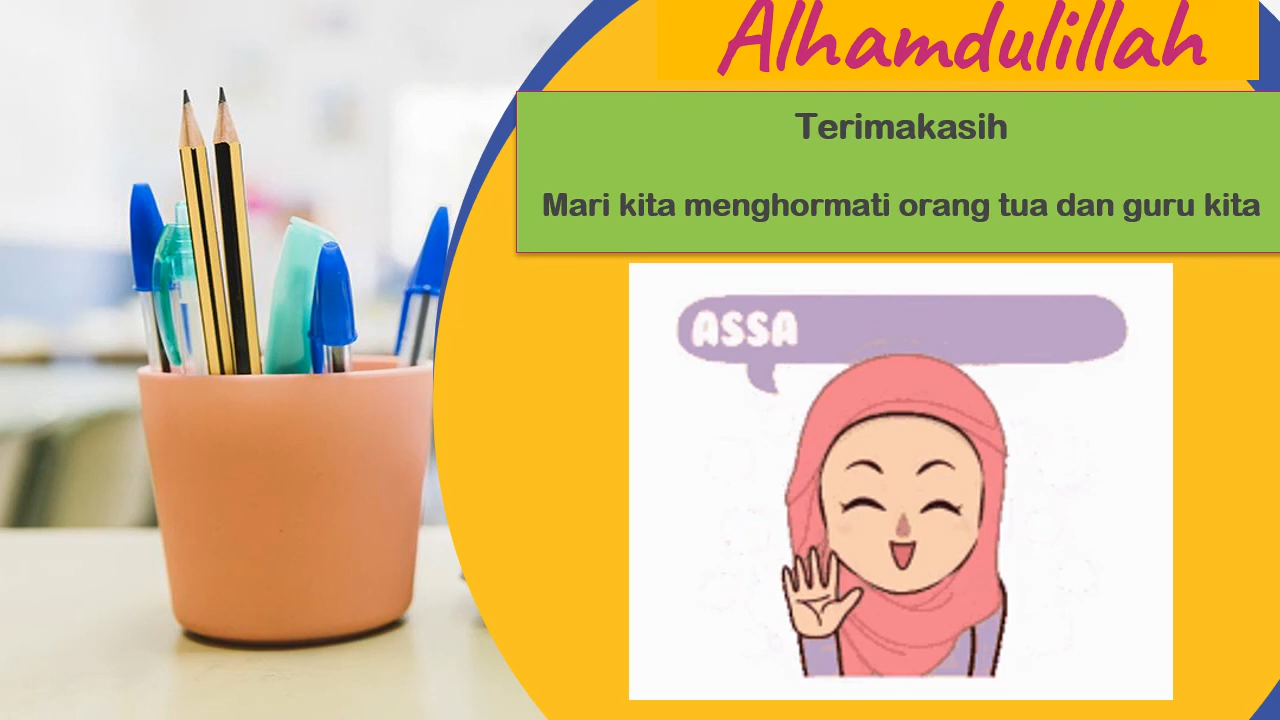 Alhamdulillah
Terimakasih
Mari kita menghormati orang tua dan guru kita
ASSA